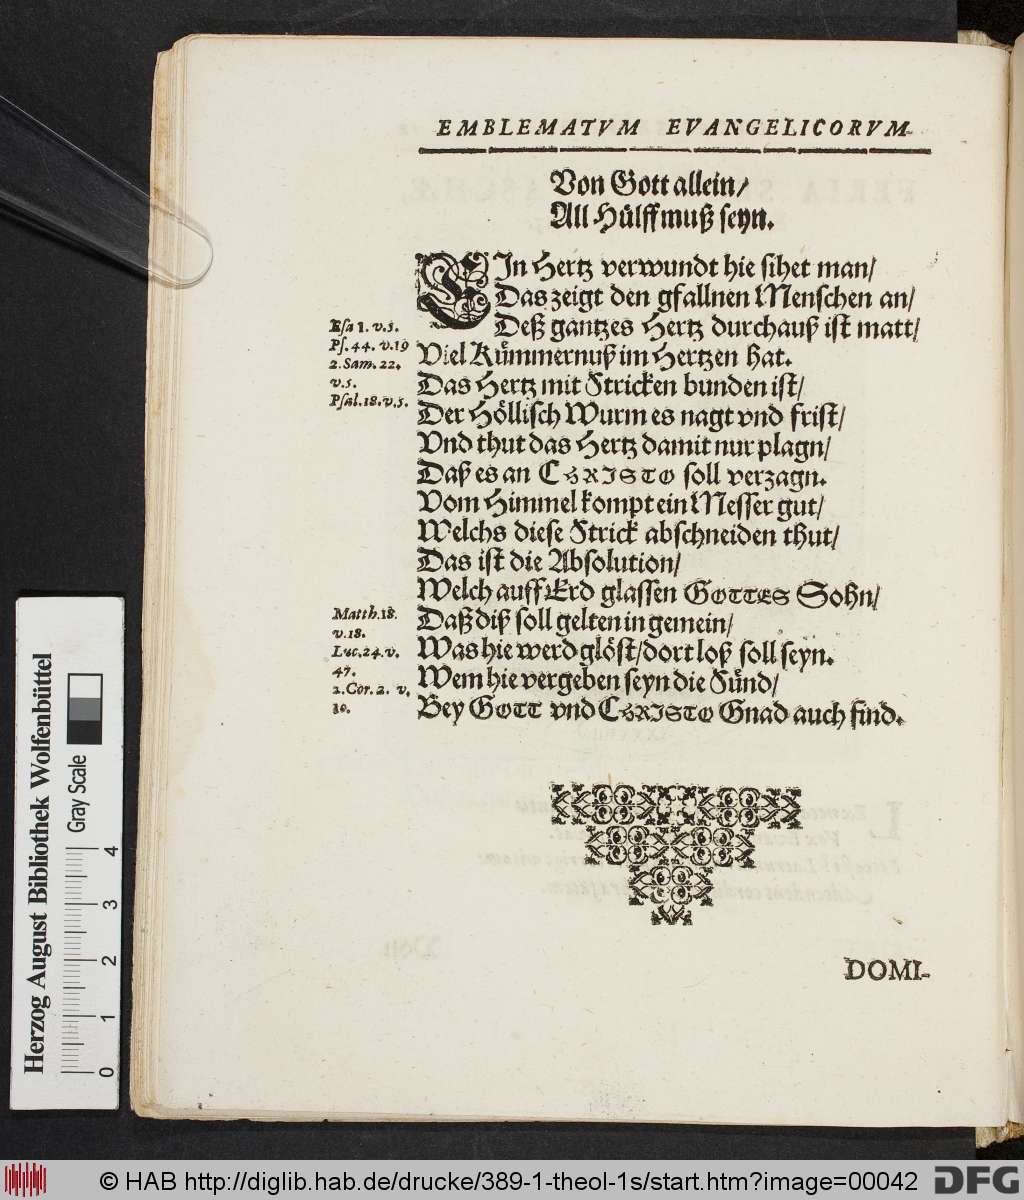 EMBLEMATVM EVANGELICORVM
Von Gott allein/
All Hülff muß seyn.
EIn Hertz verwundt hie sihet man/
Das zeigt den gfallnen Menschen an/
Deß gantzes Hertz durchauß ist matt/
Viel Kümmernuß im Hertzen hat.
Das Hertz mit Stricken bunden ist/
Der Höllisch Wurm es nagt vnd frist/
Vnd thut das Hertz damit nur plagn/
Daß es an CHRISTO soll verzagn.
Vom Himmel kompt ein Messer gut/
Welchs diese Strick abschneiden thut/
Das ist die Absolution/
Welch auff Erd glassen GOTTES Sohn/
Daß diß soll gelten in gemein/
Was hie werd glöst/dort loß soll seyn.
Wem hie vergeben seyn die Sünd/
Bey GOTT vnd CHRISTO Gnad auch find.
Esa 1. v.5.
Ps. 44. v.19
2. Sam. 22.
v.5.
Psal.18.v.5.
Matth.18.
v.18.
Luc.24.v.
47.
2.Cor.2. v.
10.
DOMI-
Herzog August Bibliothek Wolfenbüttel
Gray Scale
0 1 2 3 4
© HAB http://diglib.hab.de/drucke/389-1-theol-1s/start.htm?image=00042
DFG